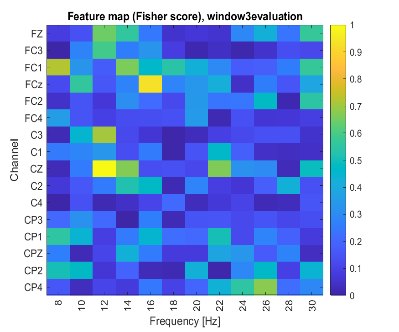 Feature map (Fisher score), window3evaluation
FZ
FC3
FC1
FCz
FC2
FC4
C3
C1
CZ
C2
C4
CP3
CP1
CPZ
CP2
CP4
Channel
8 10 12 14 16 18 20 22 24 26 28 30
Frequency [Hz]
1
0.9
0.8
0.7
0.6
0.5
0.4
0.3
0.2
0.1
0